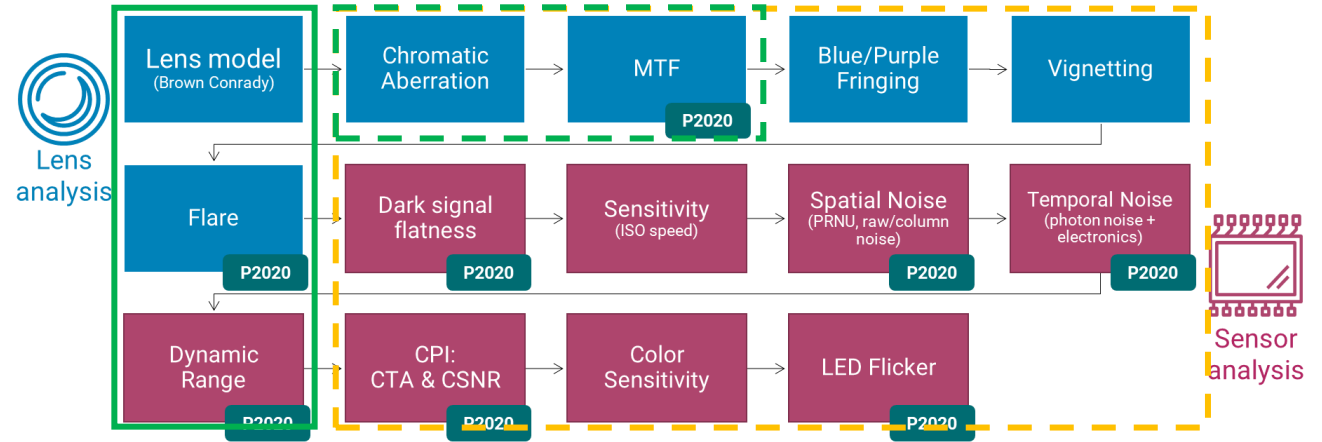 Lens model
(Brown Conrady)
Chromatic
Aberration
MTF
P2020
Blue/Purple
Fringing
Vignetting
Lens
analysis
Flare
P2020
Dark signal
flatness
P2020
Sensitivity
(ISO speed)
Spatial Noise
(PRNU, raw/column
noise)
P2020
Temporal Noise
(photon noise +
electronics)
P2020
Sensor
analysis
Dynamic
Range
P2020
CPI:
CTA & CSNR
P2020
Color
Sensitivity
LED Flicker
P2020